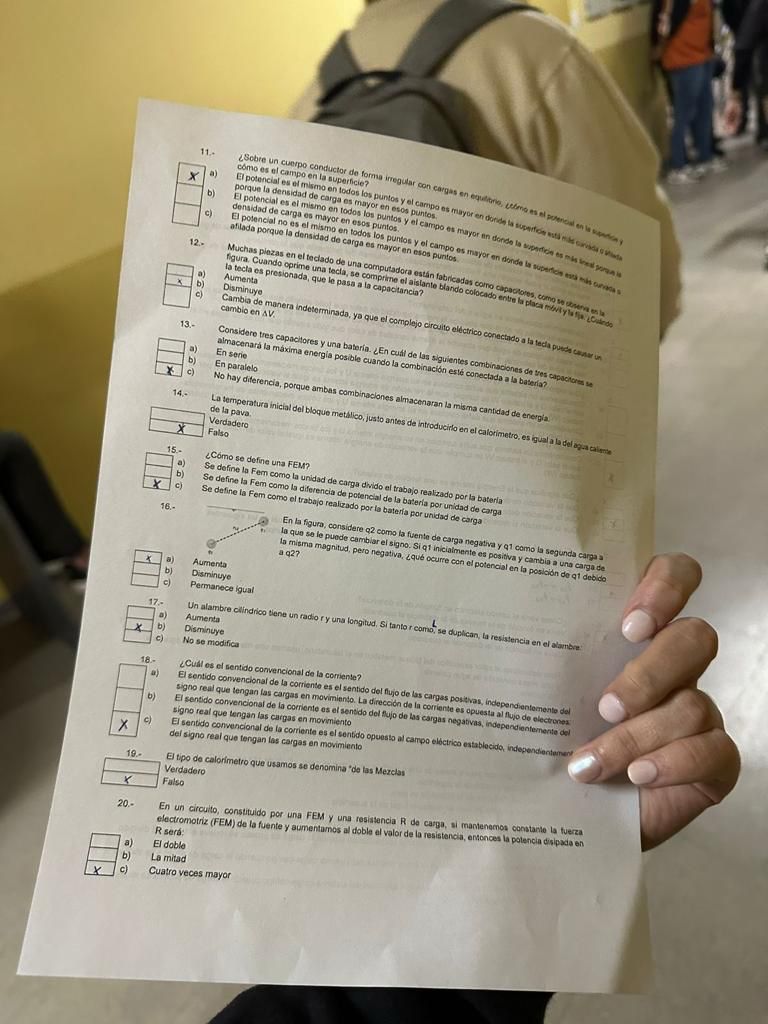 11.-
¿Sobre un cuerpo conductor de forma irregular con cargas en equilibrio, ¿cómo es el potencial en la superficie y
cómo es el campo en la superficie?
X a) El potencial es el mismo en todos los puntos y el campo es mayor en donde la superficie está más curvada o afilada
porque la densidad de carga es mayor en esos puntos.
b) El potencial es el mismo en todos los puntos y el campo es mayor en donde la superficie es más lineal porque la
densidad de carga es mayor en esos puntos.
c) El potencial no es el mismo en todos los puntos y el campo es mayor en donde la superficie está más curvada o
afilada porque la densidad de carga es mayor en esos puntos.
12.-
Muchas piezas en el teclado de una computadora están fabricadas como capacitores, como se observa en la
figura. Cuando oprime una tecla, se comprime el aislante blando colocado entre la placa móvil y la fija. ¿Cuándo
la tecla es presionada, que le pasa a la capacitancia?
a) Aumenta
X b) Disminuye
c) Cambia de manera indeterminada, ya que el complejo circuito eléctrico conectado a la tecla puede causar un
cambio en ΔV.
13.-
Considere tres capacitores y una batería. ¿En cuál de las siguientes combinaciones de tres capacitores se
almacenará la máxima energía posible cuando la combinación esté conectada a la batería?
a) En serie
b) En paralelo
X c) No hay diferencia, porque ambas combinaciones almacenaran la misma cantidad de energía.
14.-
La temperatura inicial del bloque metálico, justo antes de introducirlo en el calorímetro, es igual a la del agua caliente
de la pava.
Verdadero
X Falso
15.-
¿Cómo se define una FEM?
a) Se define la Fem como la unidad de carga divido el trabajo realizado por la batería
b) Se define la Fem como la diferencia de potencial de la batería por unidad de carga
X c) Se define la Fem como el trabajo realizado por la batería por unidad de carga
16.-
En la figura, considere q2 como la fuente de carga negativa y q1 como la segunda carga a
la que se le puede cambiar el signo. Si q1 inicialmente es positiva y cambia a una carga de
la misma magnitud, pero negativa, ¿qué ocurre con el potencial en la posición de q1 debido
a q2?
X a) Aumenta
b) Disminuye
c) Permanece igual
17.-
Un alambre cilíndrico tiene un radio r y una longitud. Si tanto r como L, se duplican, la resistencia en el alambre:
a) Aumenta
X b) Disminuye
c) No se modifica
18.-
¿Cuál es el sentido convencional de la corriente?
a) El sentido convencional de la corriente es el sentido del flujo de las cargas positivas, independientemente del
signo real que tengan las cargas en movimiento. La dirección de la corriente es opuesta al flujo de electrones.
b) El sentido convencional de la corriente es el sentido del flujo de las cargas negativas, independientemente del
signo real que tengan las cargas en movimiento
X c) El sentido convencional de la corriente es el sentido opuesto al campo eléctrico establecido, independientement
del signo real que tengan las cargas en movimiento
19.-
El tipo de calorímetro que usamos se denomina "de las Mezclas
Verdadero
X Falso
20.-
En un circuito, constituido por una FEM y una resistencia R de carga, si mantenemos constante la fuerza
electromotriz (FEM) de la fuente y aumentamos al doble el valor de la resistencia, entonces la potencia disipada en
R será:
a) El doble
b) La mitad
X c) Cuatro veces mayor